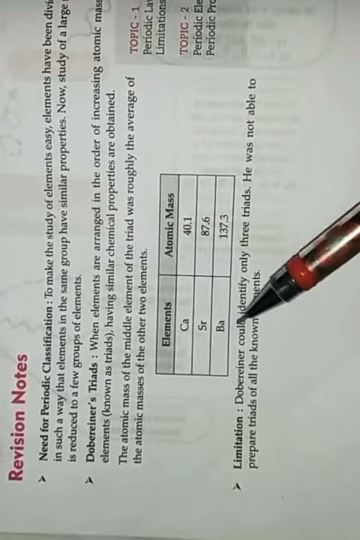 Revision Notes
➤ Need for Periodic Classification : To make the study of elements easy, elements have been divi
in such a way that elements in the same group have similar properties. Now, study of a large
is reduced to a few groups of elements.
➤ Dobereiner's Triads : When elements are arranged in the order of increasing atomic mass
elements (known as triads), having similar chemical properties are obtained.
The atomic mass of the middle element of the triad was roughly the average of
the atomic masses of the other two elements.
Elements Atomic Mass
Ca 40.1
Sr 87.6
Ba 137.3
➤ Limitation : Dobereiner could identify only three triads. He was not able to
prepare triads of all the known
TOPIC - 1
Periodic La
Limitations
TOPIC - 2
Periodic Ele
Periodic Pro